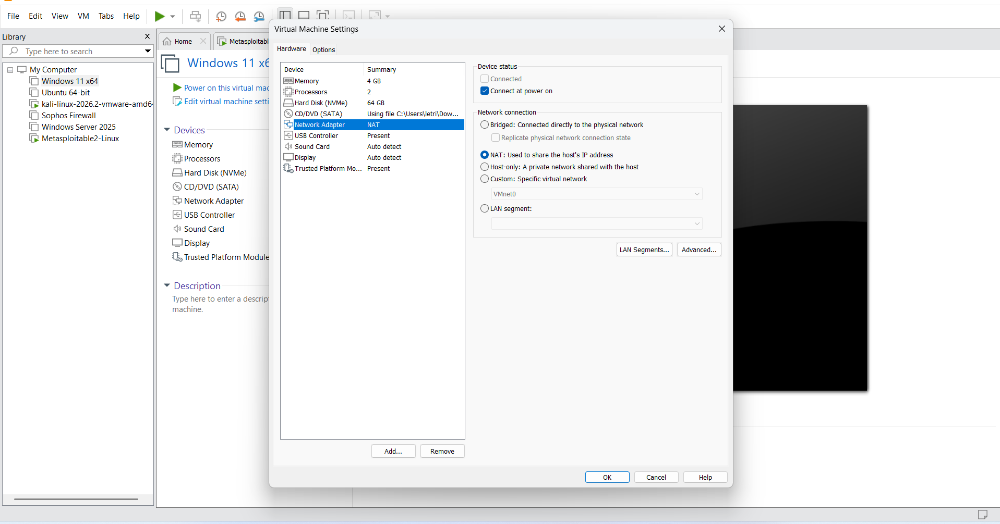 File Edit View VM Tabs Help
Library
Type here to search
My Computer
Windows 11 x64
Ubuntu 64-bit
kali-linux-2026.2-vmware-amd64
Sophos Firewall
Windows Server 2025
Metasploitable2-Linux
Home
Metasploitabl
Windows 11 x6
Power on this virtual mac
Edit virtual machine setti
Devices
Memory
Processors
Hard Disk (NVMe)
CD/DVD (SATA)
Network Adapter
USB Controller
Sound Card
Display
Trusted Platform Module
Description
Type here to enter a descrip
machine.
Virtual Machine Settings
Hardware Options
Device Summary
Memory 4 GB
Processors 2
Hard Disk (NVMe) 64 GB
CD/DVD (SATA) Using file C:\Users\letri\Dow...
Network Adapter NAT
USB Controller Present
Sound Card Auto detect
Display Auto detect
Trusted Platform Mo... Present
Add... Remove
Device status
Connected
Connect at power on
Network connection
Bridged: Connected directly to the physical network
Replicate physical network connection state
NAT: Used to share the host's IP address
Host-only: A private network shared with the host
Custom: Specific virtual network
VMnet0
LAN segment:
LAN Segments... Advanced...
OK Cancel Help